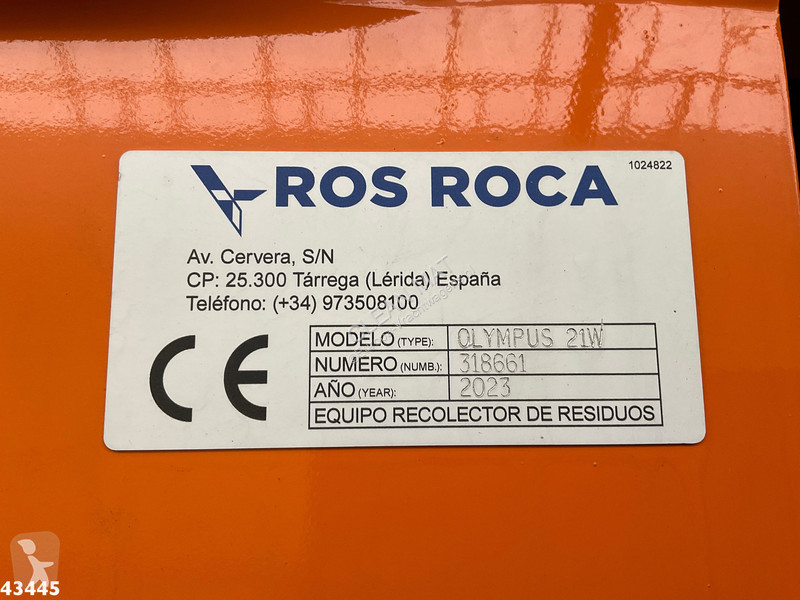 ROS ROCA
1024822
Av. Cervera, S/N
CP: 25.300 Tárrega (Lérida) España
Teléfono: (+34) 973508100
CE
MODELO (TYPE): OLYMPUS 21W
NUMERO (NUMB.): 318661
AÑO (YEAR): 2023
EQUIPO RECOLECTOR DE RESIDUOS
43445